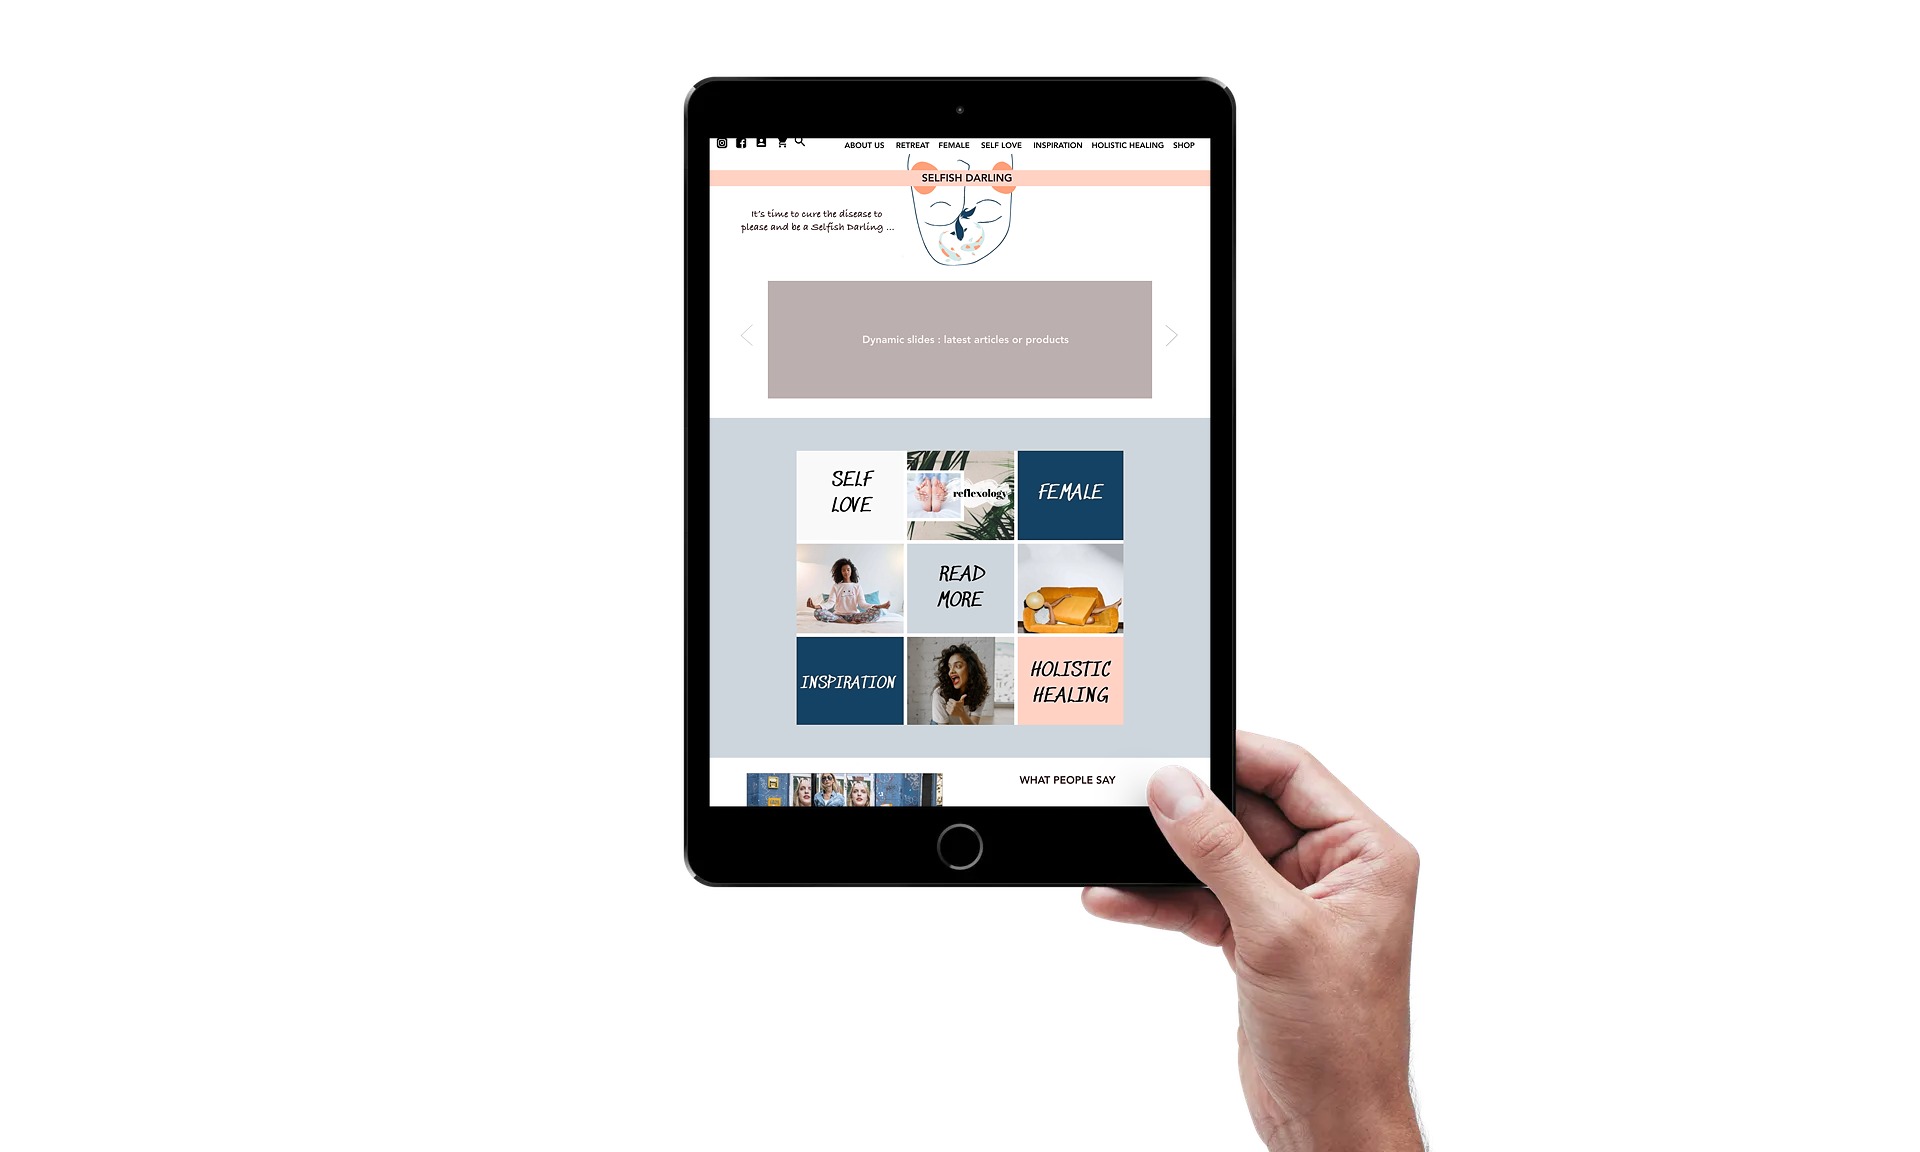 ABOUT US RETREAT FEMALE SELF LOVE INSPIRATION HOLISTIC HEALING SHOP
SELFISH DARLING
It's time to cure the disease to
please and be a Selfish Darling ...
Dynamic slides : latest articles or products
SELF
LOVE
reflexology
FEMALE
READ
MORE
INSPIRATION
HOLISTIC
HEALING
WHAT PEOPLE SAY